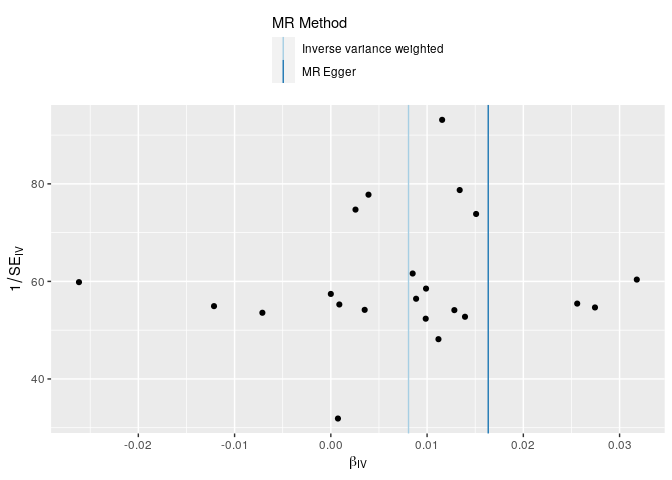 MR Method
Inverse variance weighted
MR Egger
80
60
40
1/SE_IV
-0.02 -0.01 0.00 0.01 0.02 0.03
β_IV